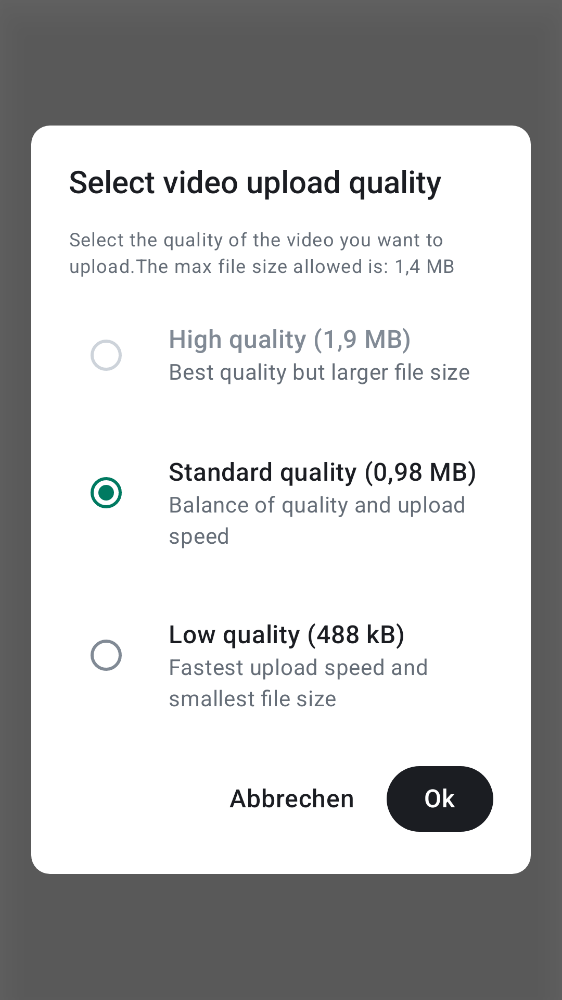 Select video upload quality
Select the quality of the video you want to
upload.The max file size allowed is: 1,4 MB
High quality (1,9 MB)
Best quality but larger file size
Standard quality (0,98 MB)
Balance of quality and upload
speed
Low quality (488 kB)
Fastest upload speed and
smallest file size
Abbrechen
Ok